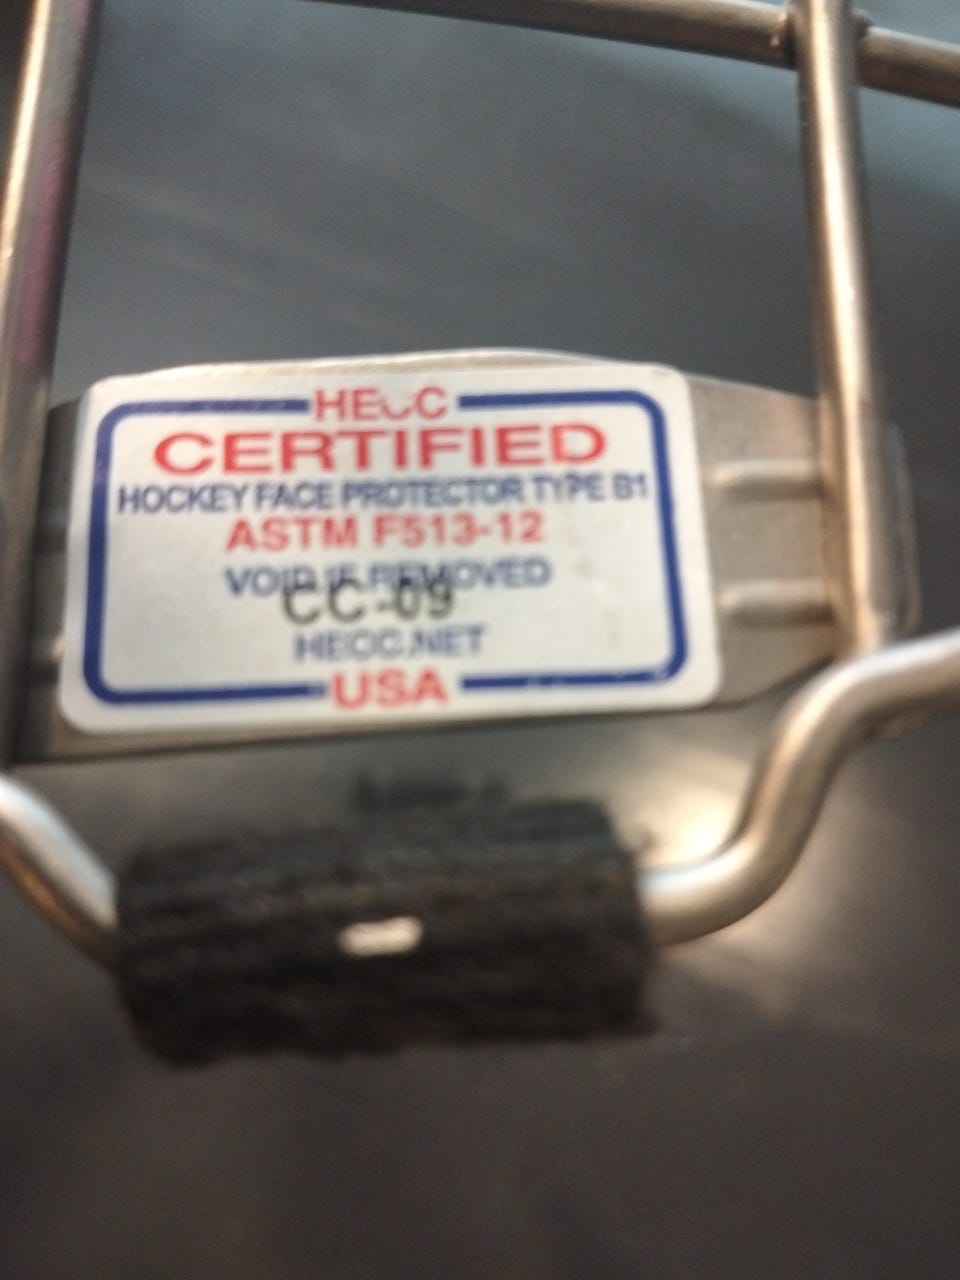 HECC
CERTIFIED
HOCKEY FACE PROTECTOR TYPE B1
ASTM F513-12
VOID IF REMOVED
CC-09
HECC.NET
USA